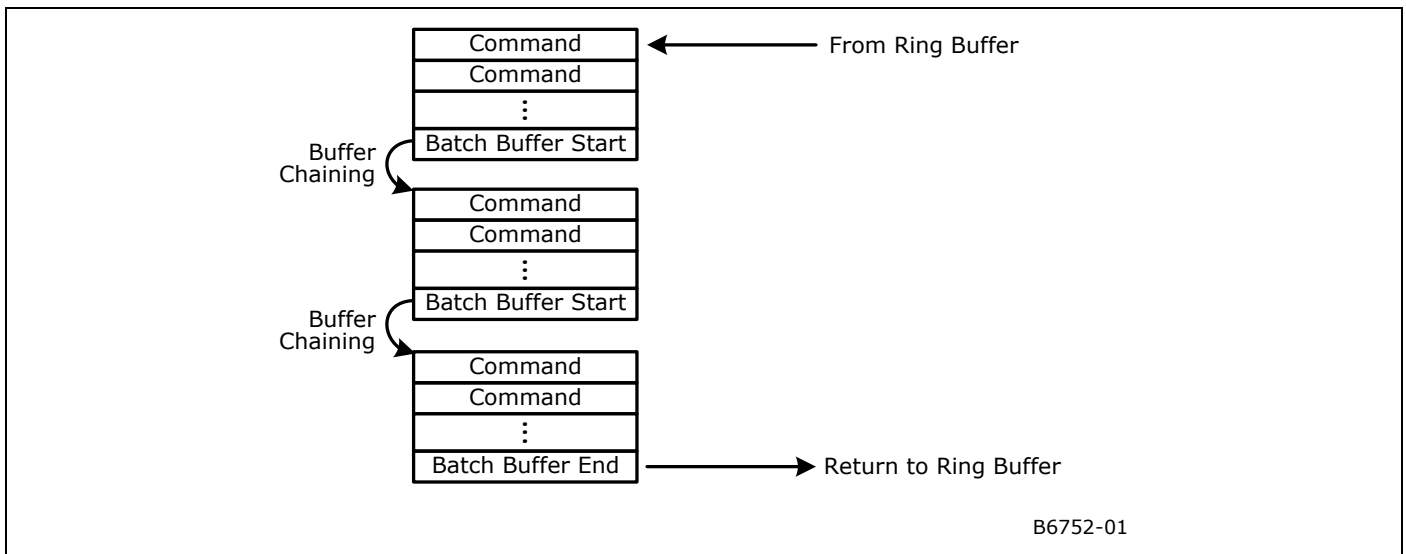 Command
From Ring Buffer
Command
⋮
Batch Buffer Start
Buffer
Chaining
Command
Command
⋮
Batch Buffer Start
Buffer
Chaining
Command
Command
⋮
Batch Buffer End
Return to Ring Buffer
B6752-01